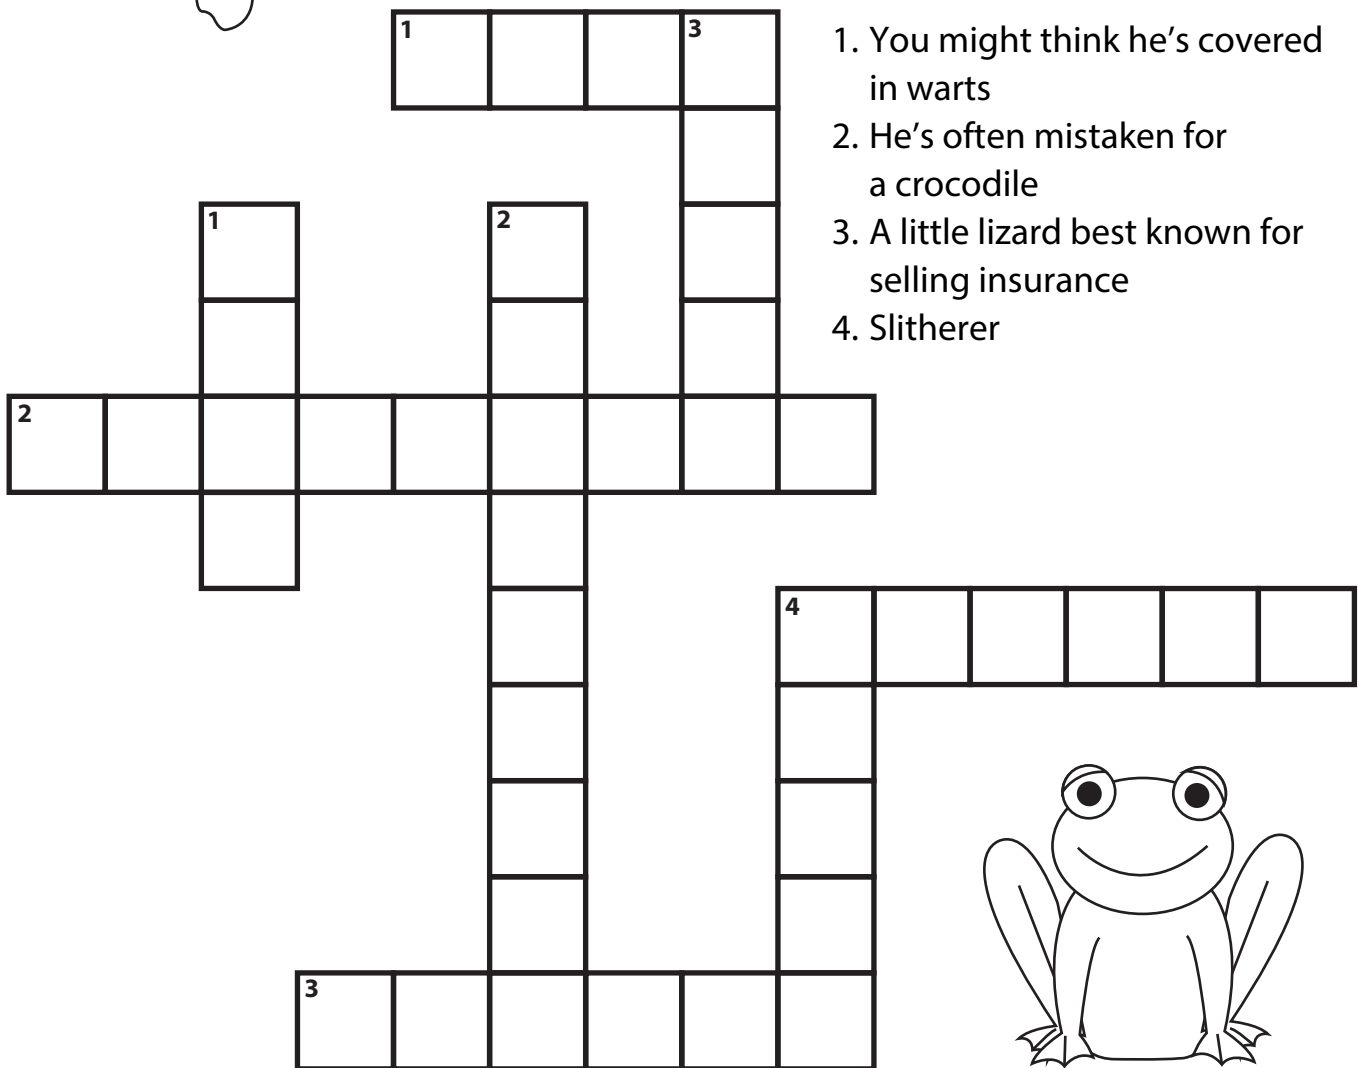 1
3
1. You might think he's covered
in warts
2. He's often mistaken for
a crocodile
3. A little lizard best known for
selling insurance
4. Slitherer
1
2
2
4
3